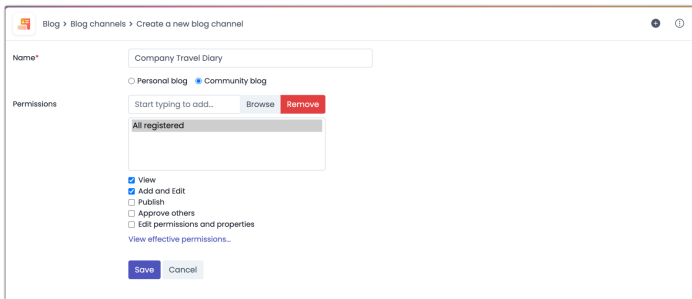 Blog > Blog channels > Create a new blog channel
Name* Company Travel Diary
Personal blog Community blog
Permissions Start typing to add... Browse Remove
All registered
View
Add and Edit
Publish
Approve others
Edit permissions and properties
View effective permissions...
Save Cancel